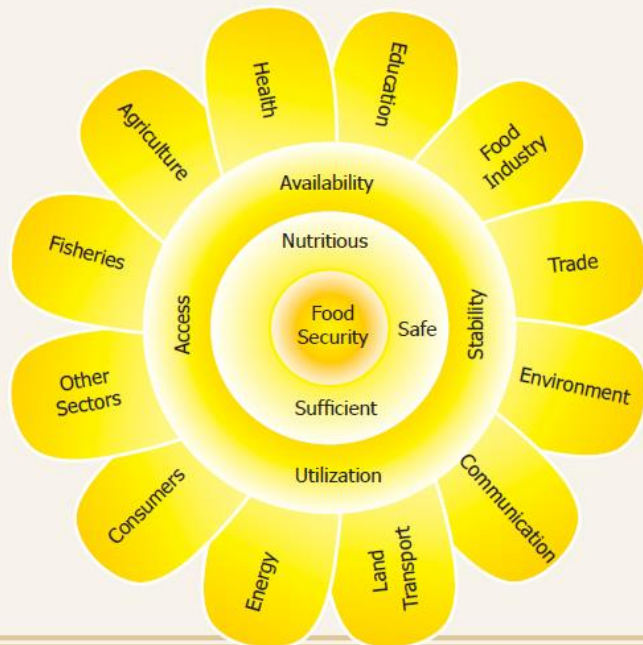 Health
Education
Food
Industry
Trade
Environment
Communication
Land
Transport
Energy
Consumers
Other
Sectors
Fisheries
Agriculture
Availability
Stability
Utilization
Access
Nutritious
Safe
Sufficient
Food
Security